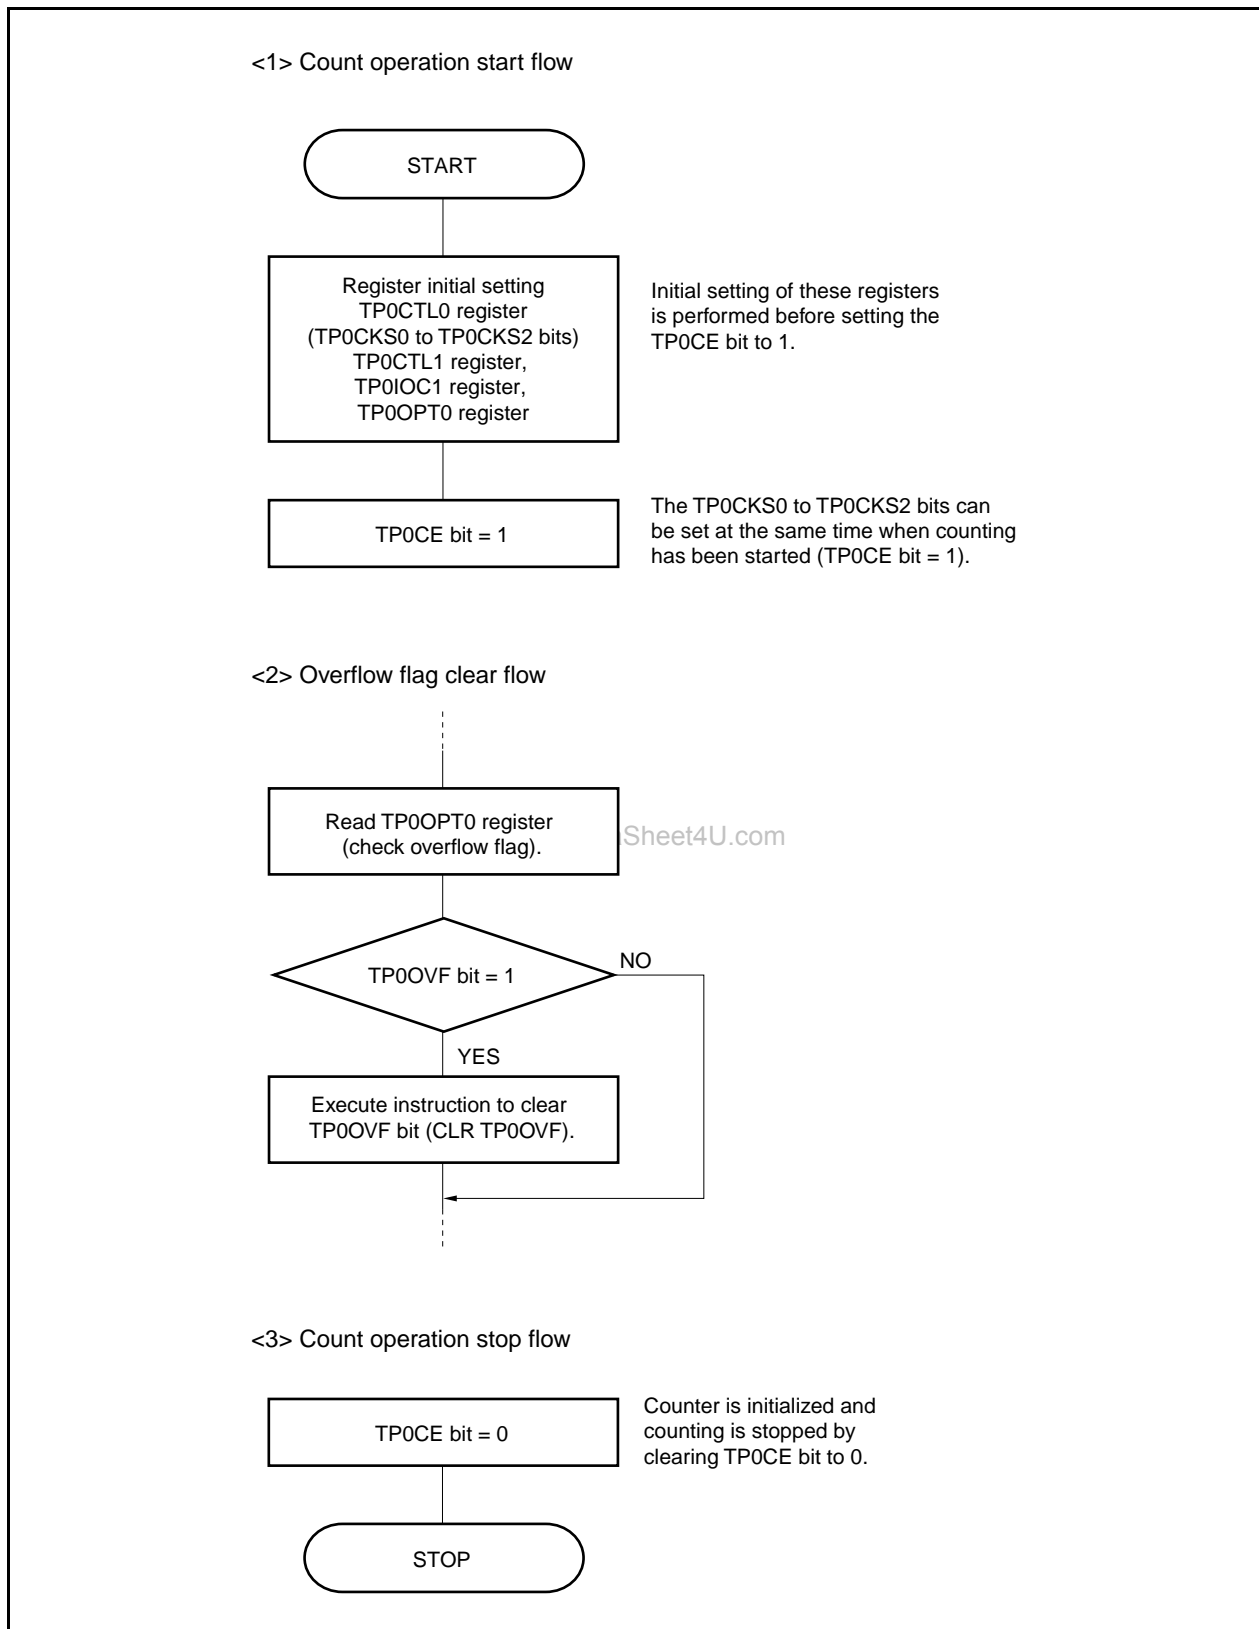 <1> Count operation start flow
START
Register initial setting
TP0CTL0 register
(TP0CKS0 to TP0CKS2 bits)
TP0CTL1 register,
TP0IOC1 register,
TP0OPT0 register
Initial setting of these registers
is performed before setting the
TP0CE bit to 1.
TP0CE bit = 1
The TP0CKS0 to TP0CKS2 bits can
be set at the same time when counting
has been started (TP0CE bit = 1).
<2> Overflow flag clear flow
Read TP0OPT0 register
(check overflow flag).
Sheet4U.com
TP0OVF bit = 1
NO
YES
Execute instruction to clear
TP0OVF bit (CLR TP0OVF).
<3> Count operation stop flow
TP0CE bit = 0
Counter is initialized and
counting is stopped by
clearing TP0CE bit to 0.
STOP